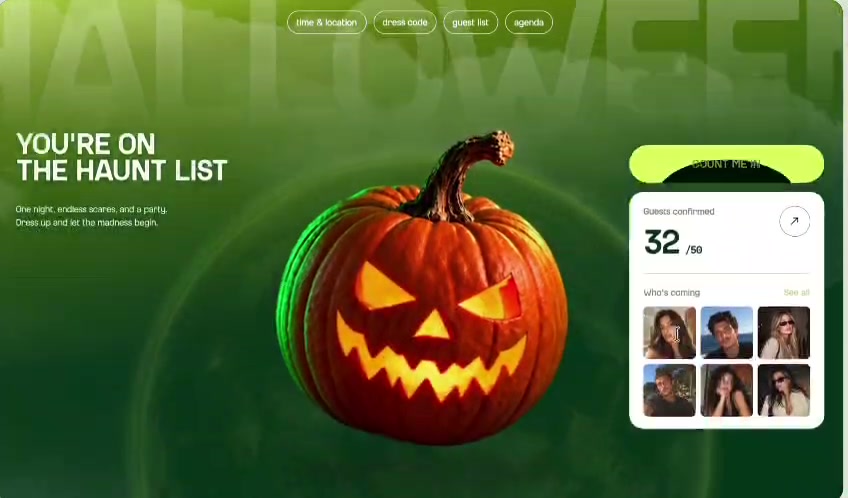 HALLOWEEN
time & location
dress code
guest list
agenda
YOU'RE ON
THE HAUNT LIST
One night, endless scares, and a party.
Dress up and let the madness begin.
COUNT ME IN
Guests confirmed
32 /50
Who's coming
See all